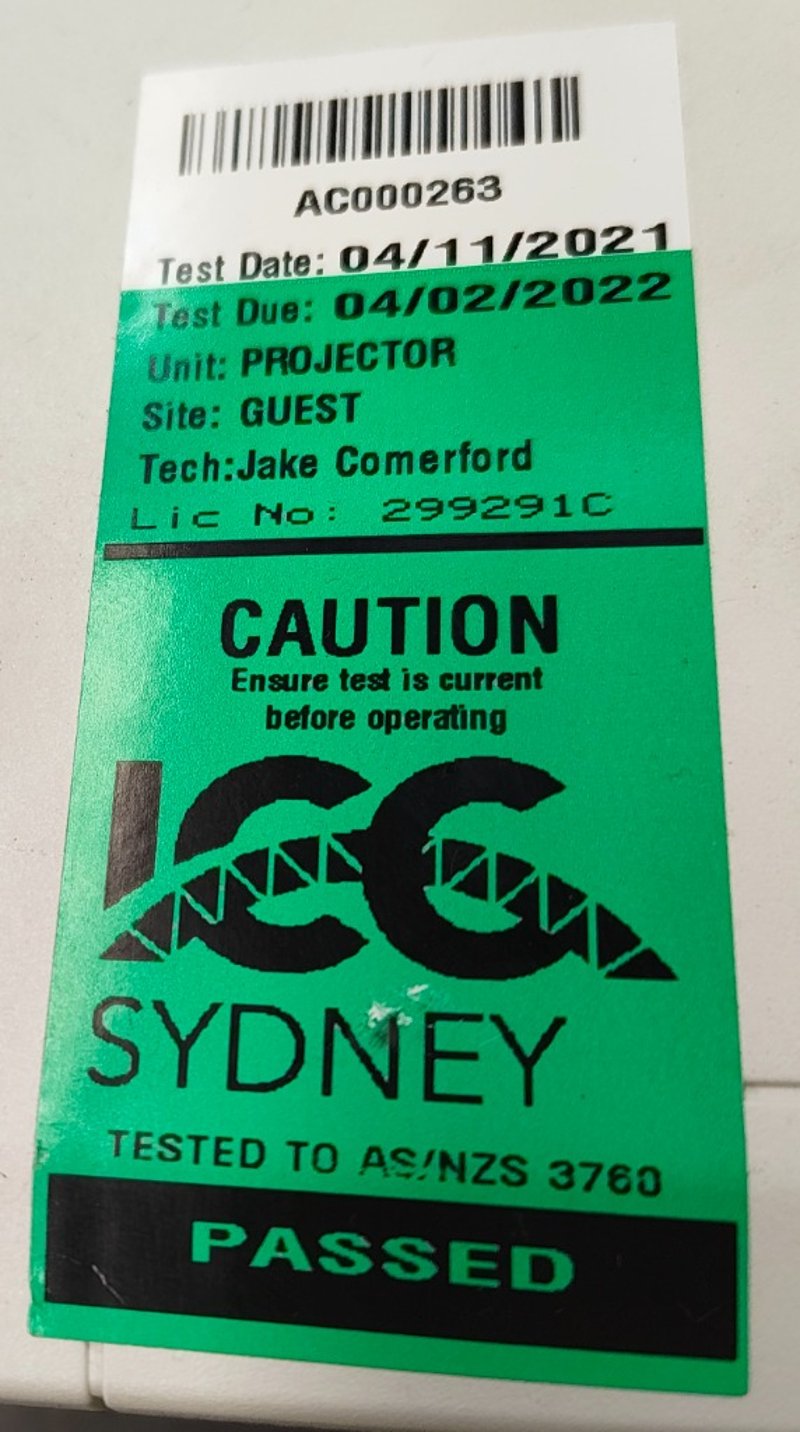 AC000263
Test Date: 04/11/2021
Test Due: 04/02/2022
Unit: PROJECTOR
Site: GUEST
Tech:Jake Comerford
Lic No: 299291C
CAUTION
Ensure test is current
before operating
ICC
SYDNEY
TESTED TO AS/NZS 3760
PASSED